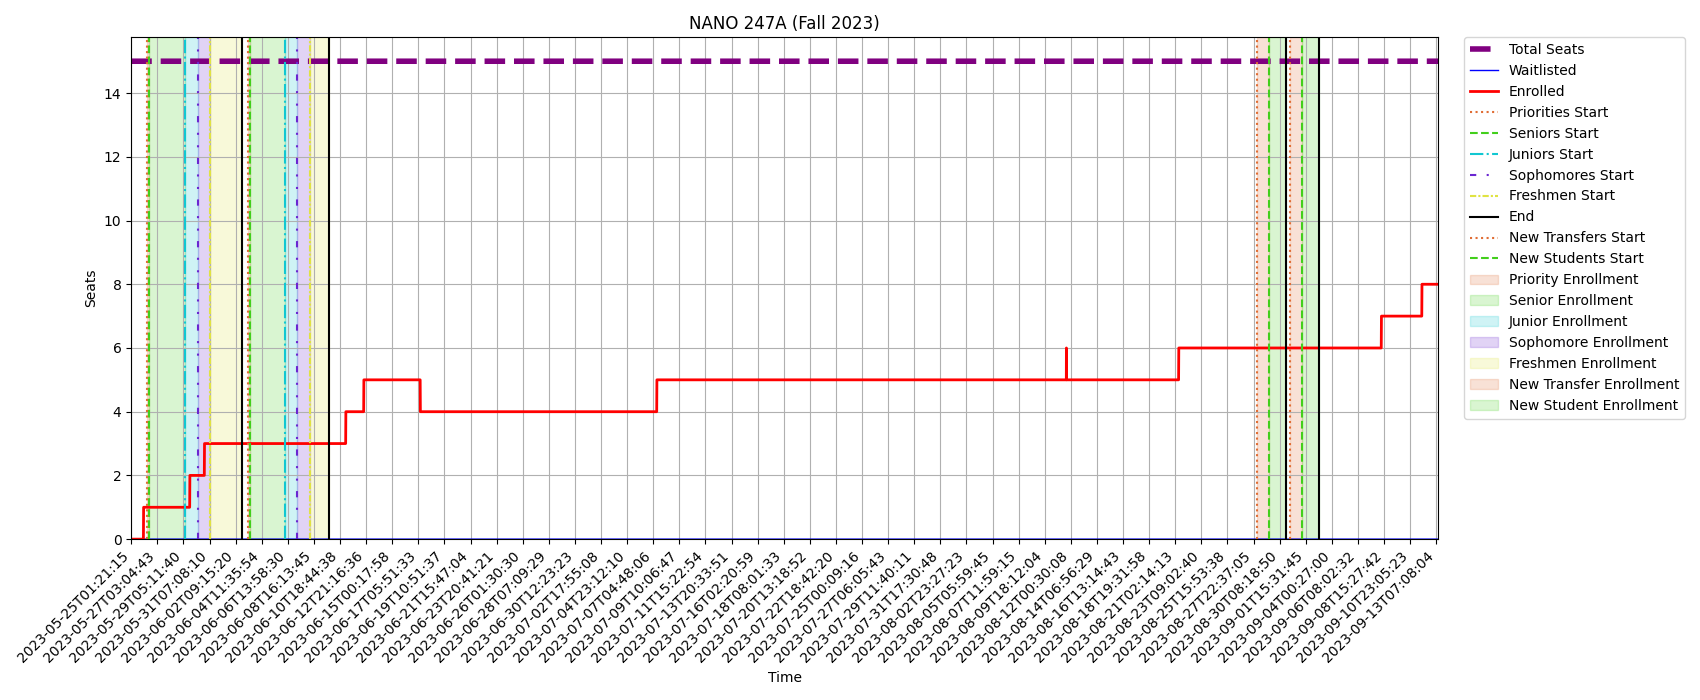 NANO 247A (Fall 2023)
Seats
14
12
10
8
6
4
2
0
2023-05-25T01:21:15
2023-05-27T03:04:43
2023-05-29T05:11:40
2023-05-31T07:08:10
2023-06-02T09:15:20
2023-06-04T11:35:54
2023-06-06T13:58:30
2023-06-08T16:13:45
2023-06-10T18:44:38
2023-06-12T21:16:36
2023-06-15T00:17:58
2023-06-17T05:51:33
2023-06-19T10:51:37
2023-06-21T15:47:04
2023-06-23T20:41:21
2023-06-26T01:30:30
2023-06-28T07:09:29
2023-06-30T12:23:23
2023-07-02T17:55:08
2023-07-04T23:12:10
2023-07-07T04:48:06
2023-07-09T10:06:47
2023-07-11T15:22:54
2023-07-13T20:33:51
2023-07-16T02:20:59
2023-07-18T08:01:33
2023-07-20T13:18:52
2023-07-22T18:42:20
2023-07-25T00:09:16
2023-07-27T06:05:43
2023-07-29T11:40:11
2023-07-31T17:30:48
2023-08-02T23:27:23
2023-08-05T05:59:45
2023-08-07T11:59:15
2023-08-09T18:12:04
2023-08-12T00:30:08
2023-08-14T06:56:29
2023-08-16T13:14:43
2023-08-18T19:31:58
2023-08-21T02:14:13
2023-08-23T09:02:40
2023-08-25T15:53:38
2023-08-27T22:37:05
2023-08-30T08:18:50
2023-09-01T15:31:45
2023-09-04T00:27:00
2023-09-06T08:02:32
2023-09-08T15:27:42
2023-09-10T23:05:23
2023-09-13T07:08:04
Time
Total Seats
Waitlisted
Enrolled
Priorities Start
Seniors Start
Juniors Start
Sophomores Start
Freshmen Start
End
New Transfers Start
New Students Start
Priority Enrollment
Senior Enrollment
Junior Enrollment
Sophomore Enrollment
Freshmen Enrollment
New Transfer Enrollment
New Student Enrollment